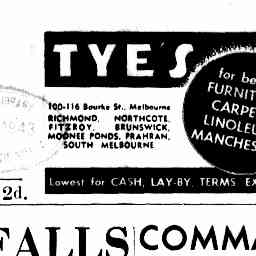 TYE'S
for be
FURNIT
CARPE
LINOLEU
MANCHES
100-116 Bourke St., Melbourne
RICHMOND, NORTHCOTE,
FITZROY, BRUNSWICK,
MOONEE PONDS, PRAHRAN,
SOUTH MELBOURNE
Lowest for CASH, LAY-BY, TERMS EX
2d.
FALLS
COMMA